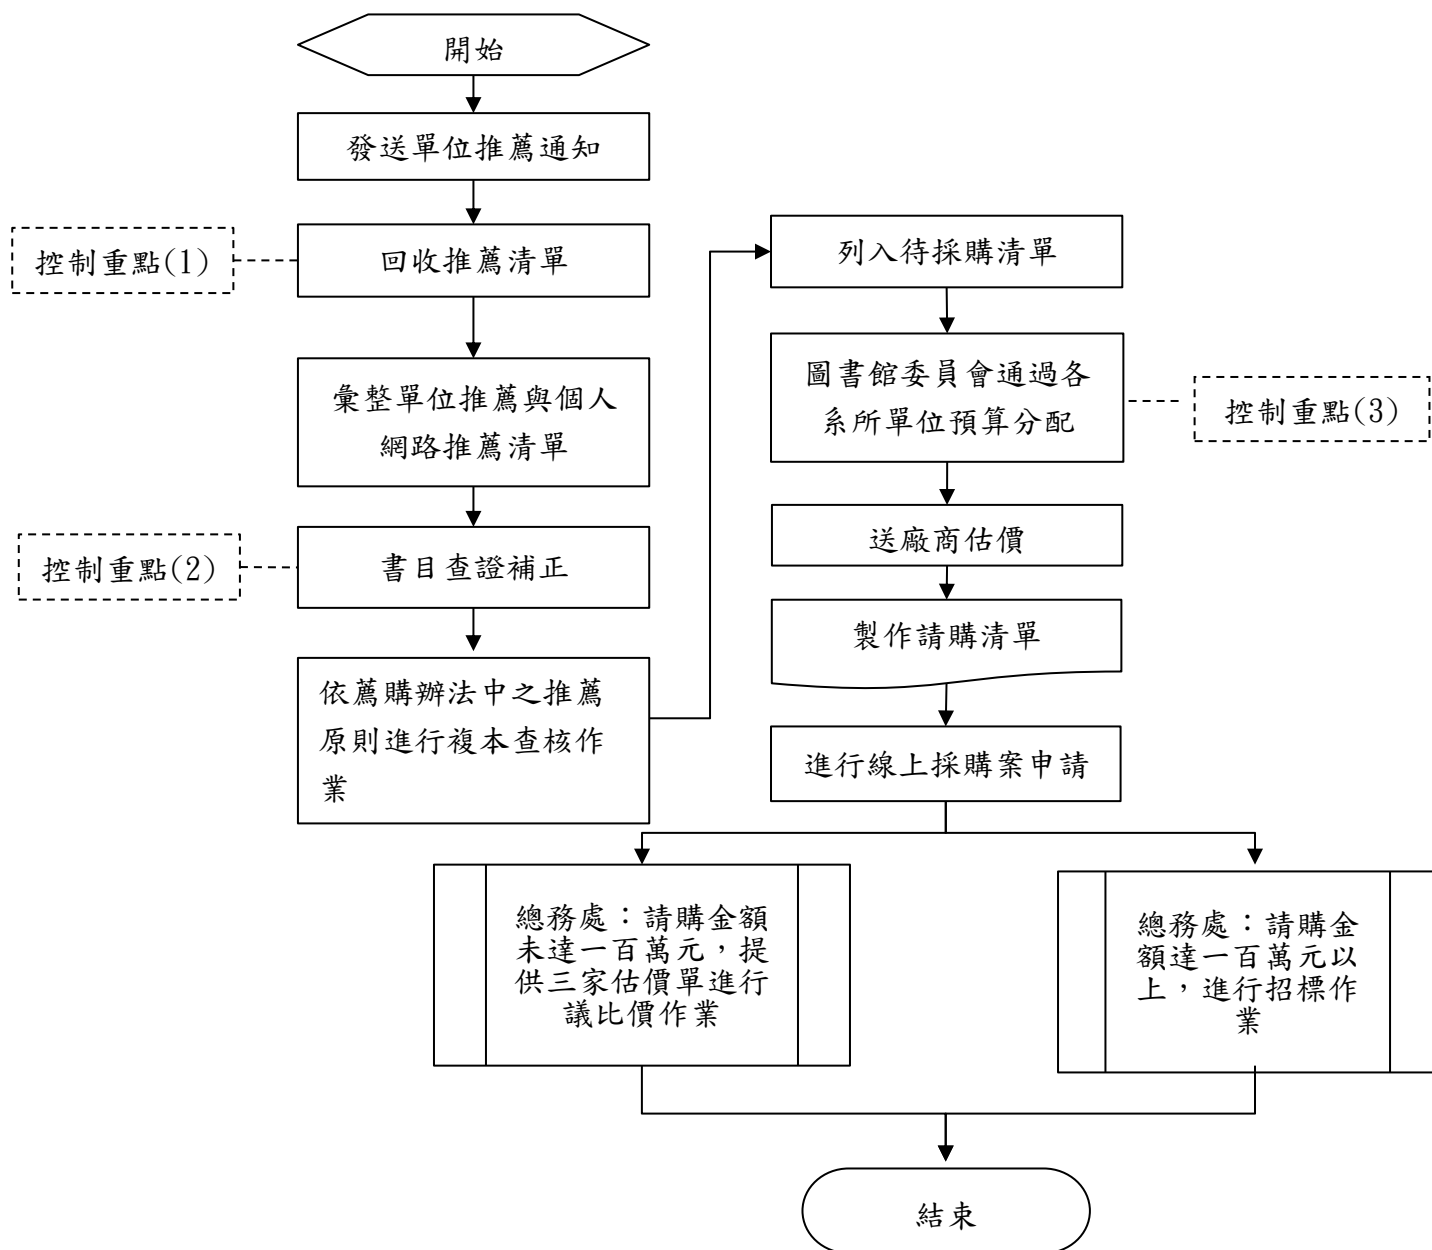 開始
發送單位推薦通知
控制重點(1)
回收推薦清單
彙整單位推薦與個人
網路推薦清單
控制重點(2)
書目查證補正
依薦購辦法中之推薦
原則進行複本查核作
業
列入待採購清單
圖書館委員會通過各
系所單位預算分配
控制重點(3)
送廠商估價
製作請購清單
進行線上採購案申請
總務處：請購金額
未達一百萬元，提
供三家估價單進行
議比價作業
總務處：請購金
額達一百萬元以
上，進行招標作
業
結束